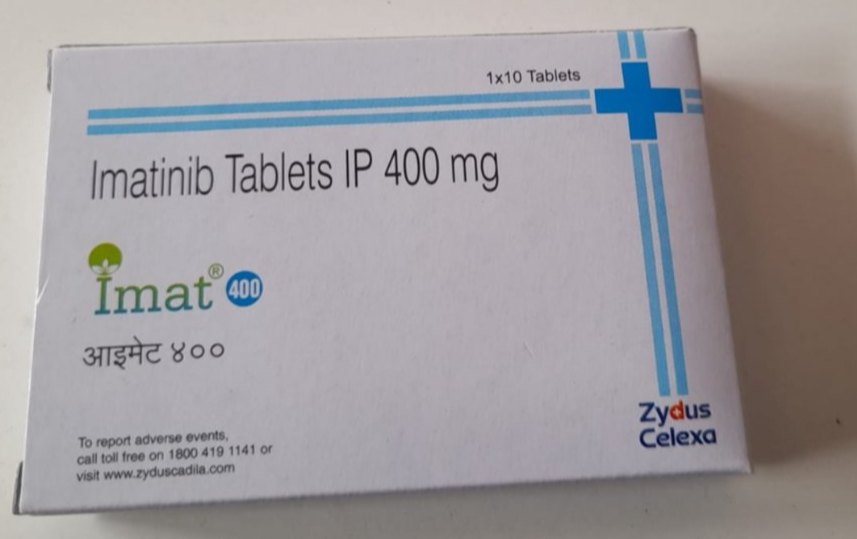 1x10 Tablets
Imatinib Tablets IP 400 mg
Imat® 400
आइमेट ४००
To report adverse events,
call toll free on 1800 419 1141 or
visit www.zyduscadila.com
Zydus
Celexa